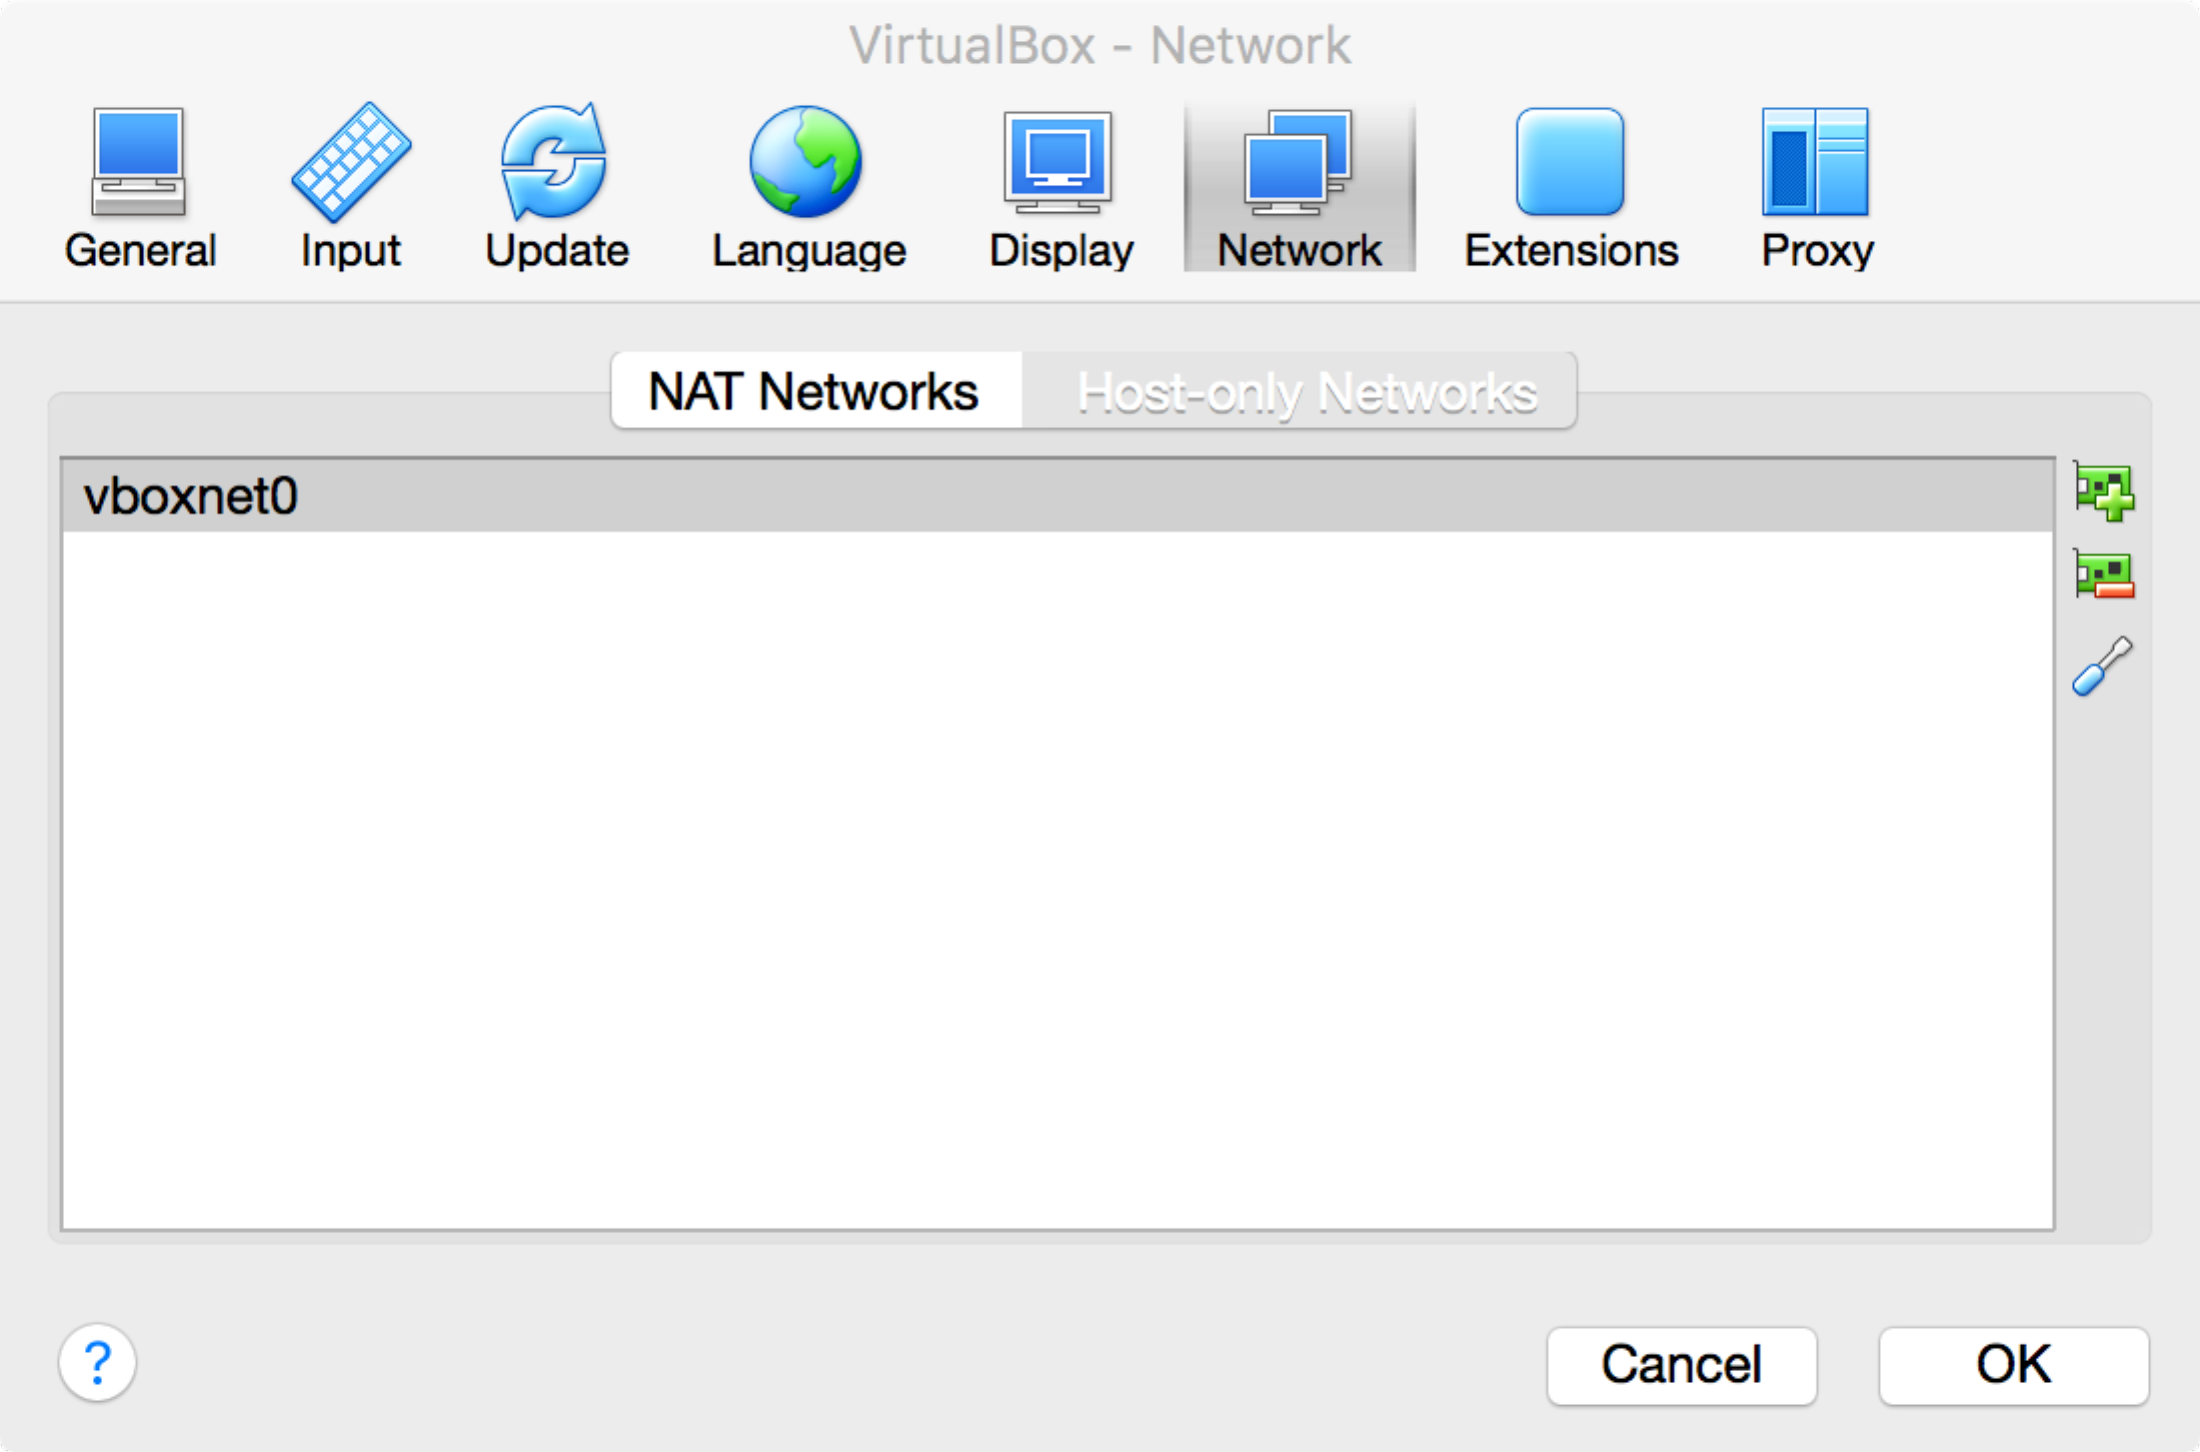 VirtualBox - Network
General Input Update Language Display Network Extensions Proxy
NAT Networks Host-only Networks
vboxnet0
? Cancel OK